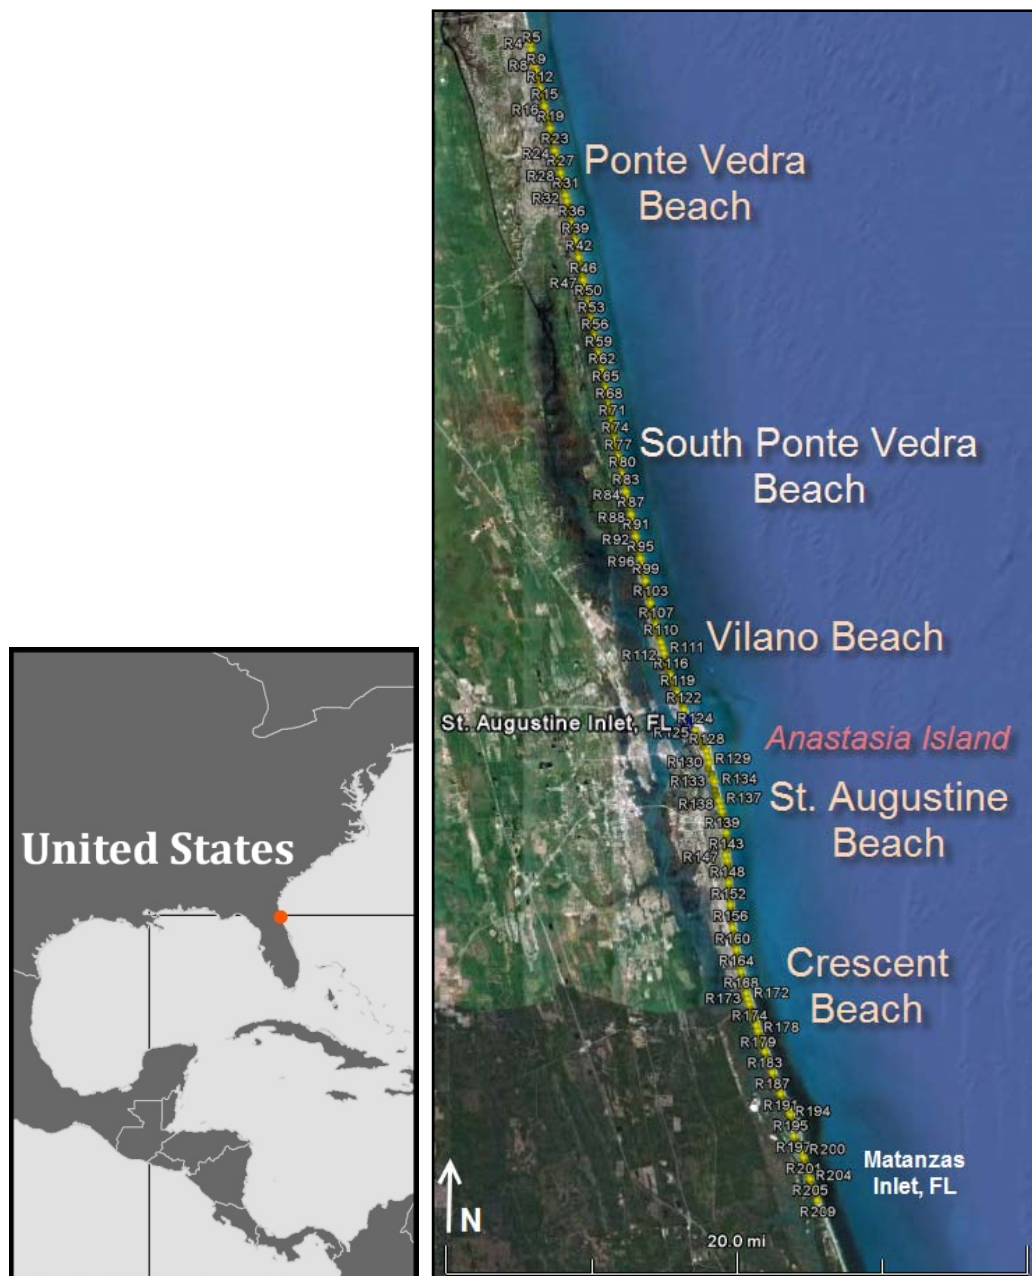 United States
R5
R4
R9
R8
R12
R15
R16
R19
R23
R24
R27
R28
R31
R32
R36
R39
R42
R46
R47
R50
R53
R56
R59
R62
R65
R68
R71
R74
R77
R80
R83
R84
R87
R88
R91
R92
R95
R96
R99
R103
R107
R110
R111
R112
R116
R119
R122
R124
R125
R128
R129
R130
R134
R133
R137
R138
R139
R143
R147
R148
R152
R156
R160
R164
R168
R172
R173
R174
R178
R179
R183
R187
R191
R194
R195
R197
R200
R201
R204
R205
R209
Ponte Vedra
Beach
South Ponte Vedra
Beach
Vilano Beach
St. Augustine Inlet, FL
Anastasia Island
St. Augustine
Beach
Crescent
Beach
Matanzas
Inlet, FL
N
20.0 mi